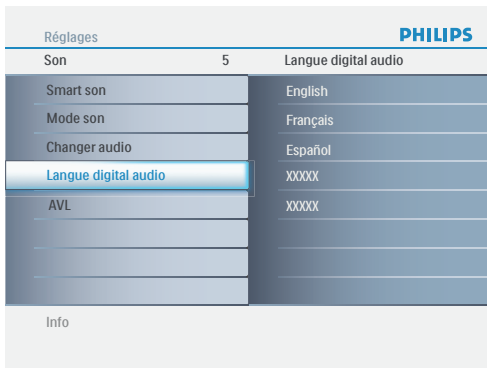 Réglages PHILIPS
Son 5 Langue digital audio
Smart son English
Mode son Français
Changer audio Español
Langue digital audio XXXXX
AVL XXXXX
Info